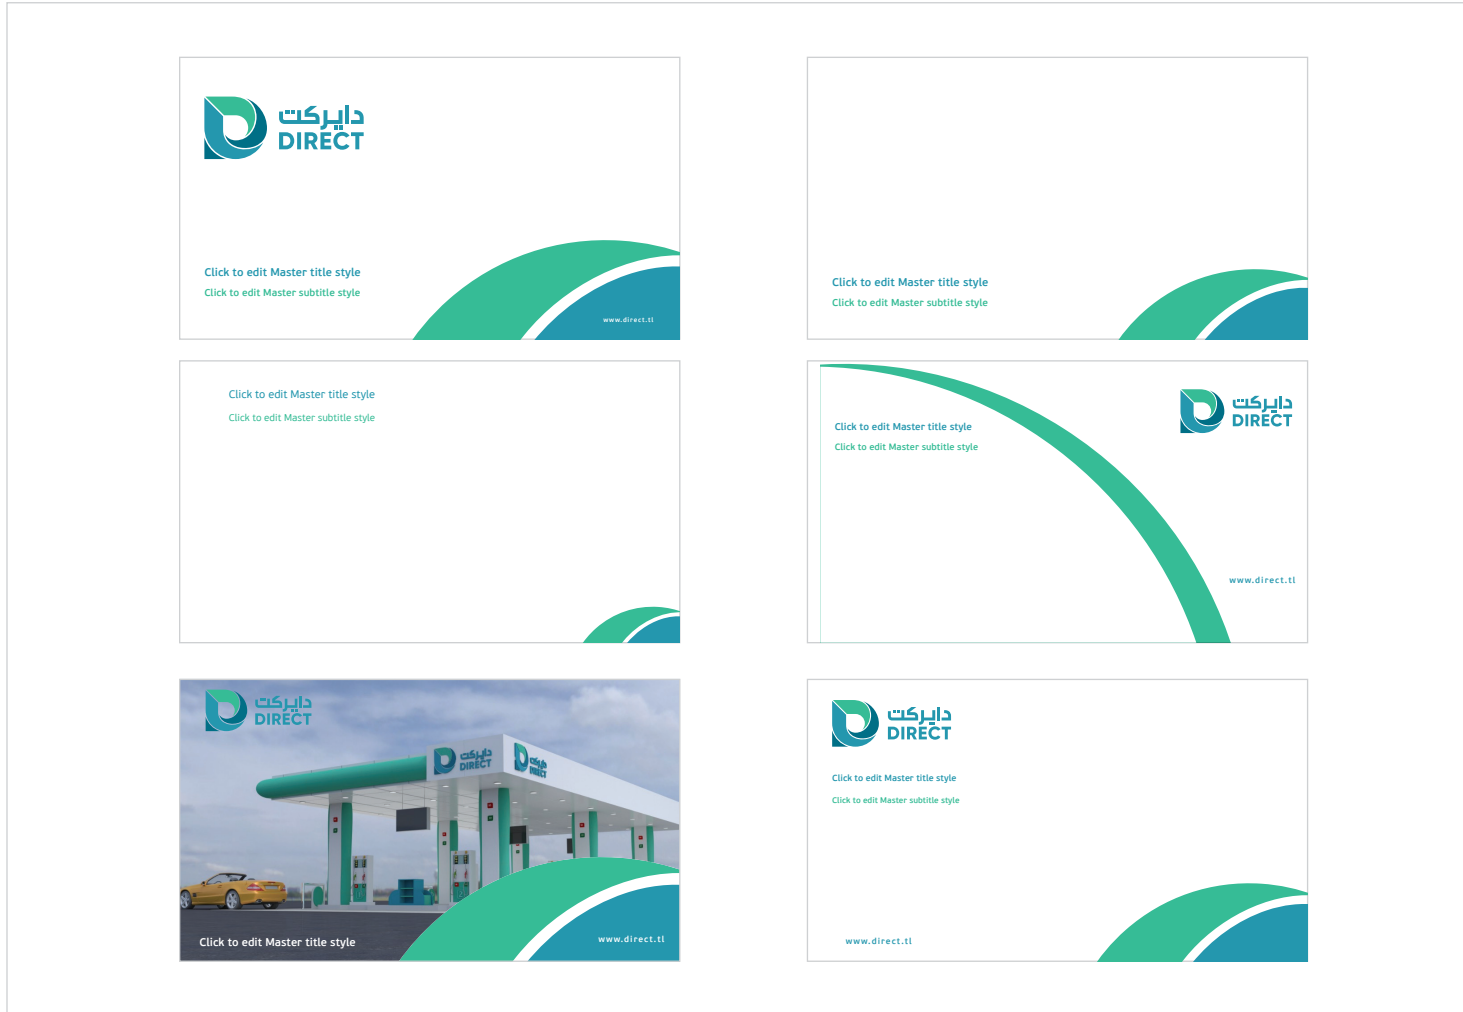 دايركت
DIRECT
Click to edit Master title style
Click to edit Master subtitle style
www.direct.tl
Click to edit Master title style
Click to edit Master subtitle style
Click to edit Master title style
Click to edit Master subtitle style
دايركت
DIRECT
Click to edit Master title style
Click to edit Master subtitle style
www.direct.tl
دايركت
DIRECT
دايركت
DIRECT
دايركت
DIRECT
Click to edit Master title style
www.direct.tl
دايركت
DIRECT
Click to edit Master title style
Click to edit Master subtitle style
www.direct.tl